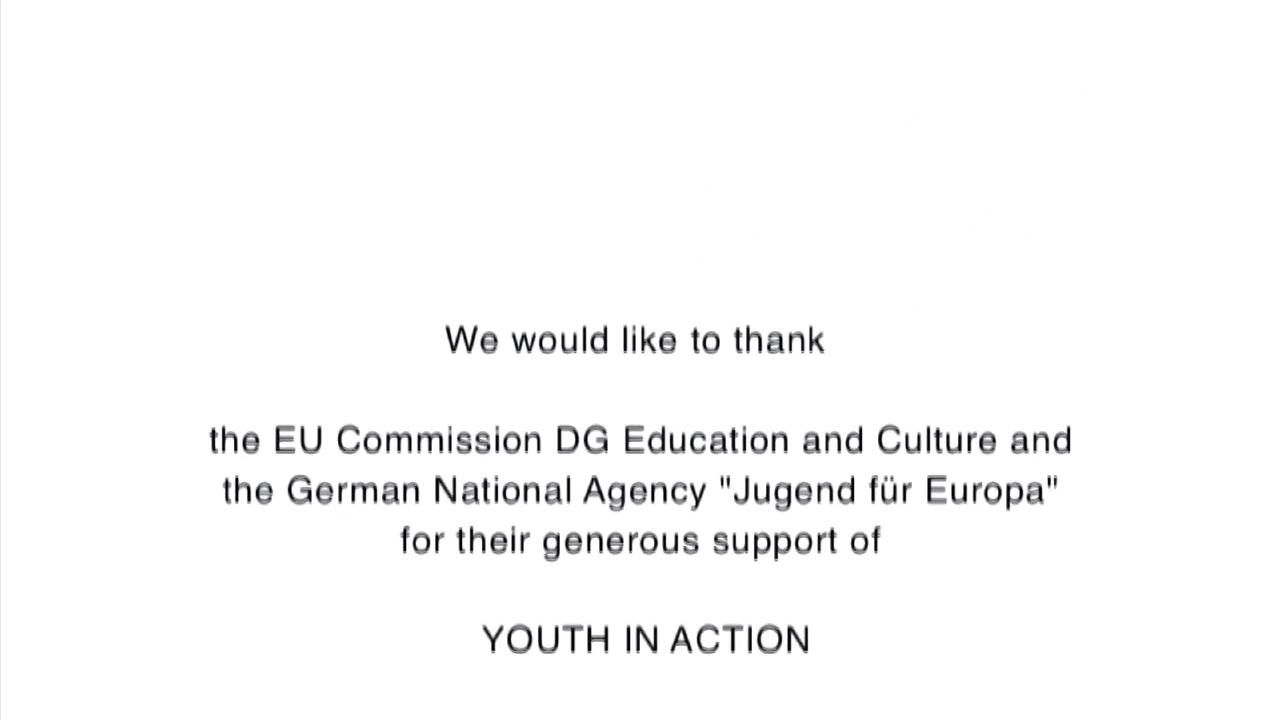 We would like to thank
the EU Commission DG Education and Culture and
the German National Agency "Jugend für Europa"
for their generous support of
YOUTH IN ACTION